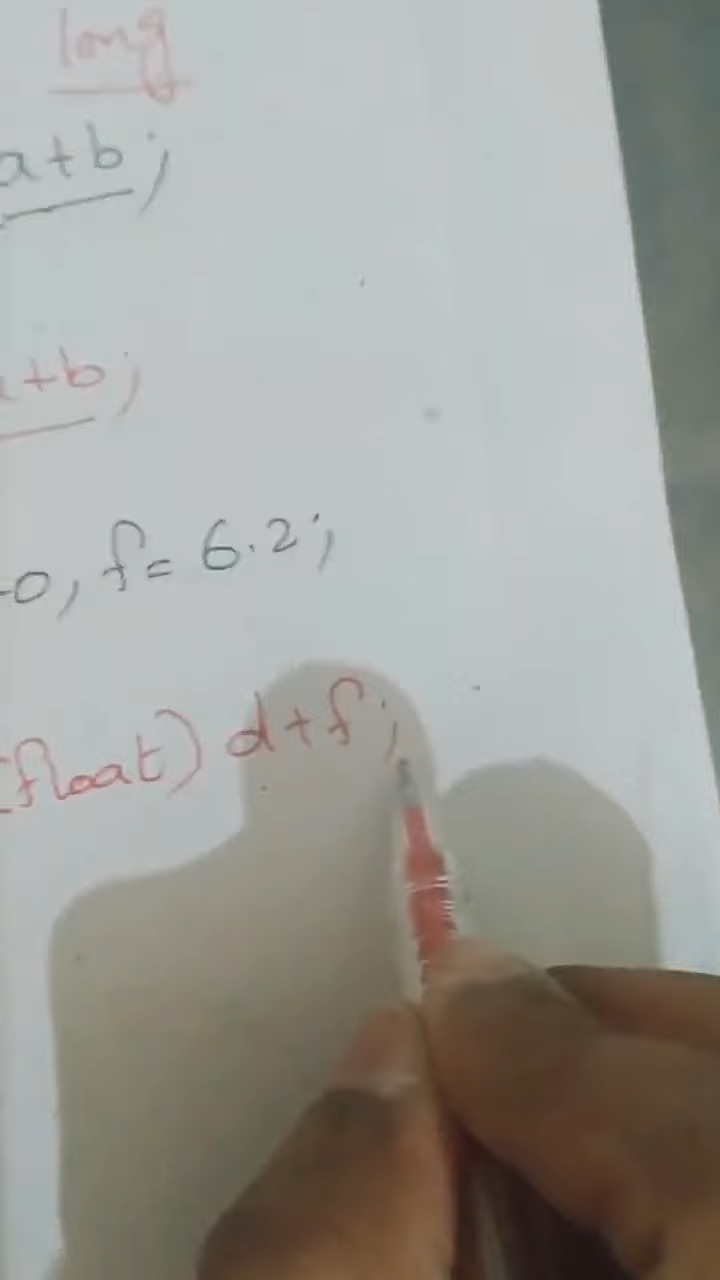 long
a+b;
+b;
0, f= 6.2;
(float) d+f;